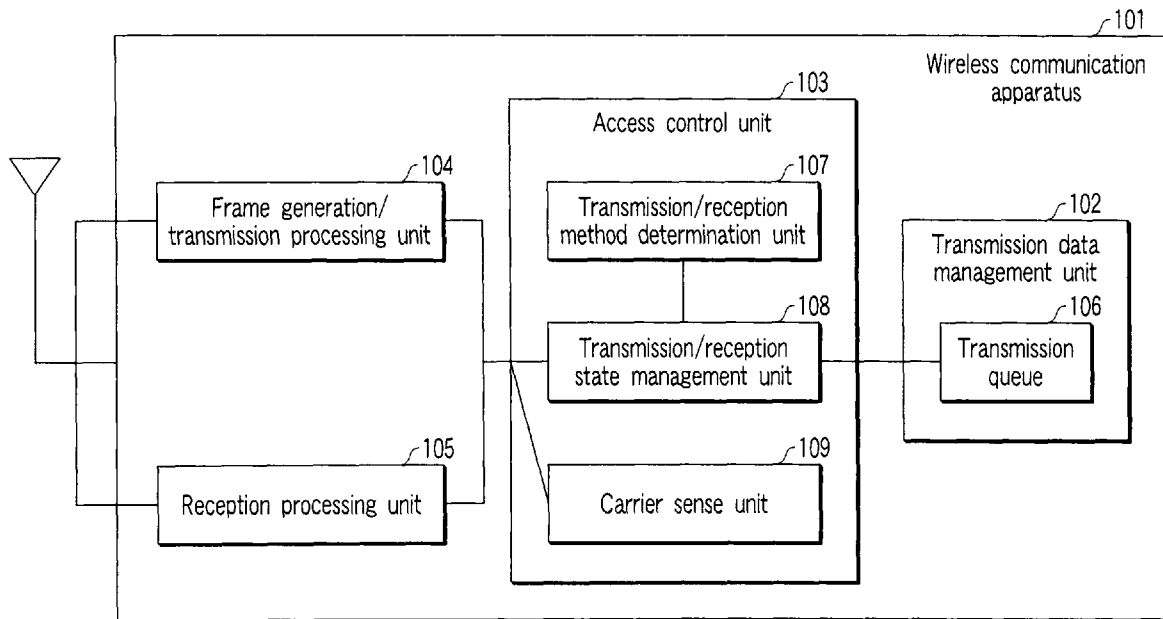 101
Wireless communication
apparatus
103
Access control unit
104
Frame generation/
transmission processing unit
107
Transmission/reception
method determination unit
102
Transmission data
management unit
108
Transmission/reception
state management unit
106
Transmission
queue
105
Reception processing unit
109
Carrier sense unit